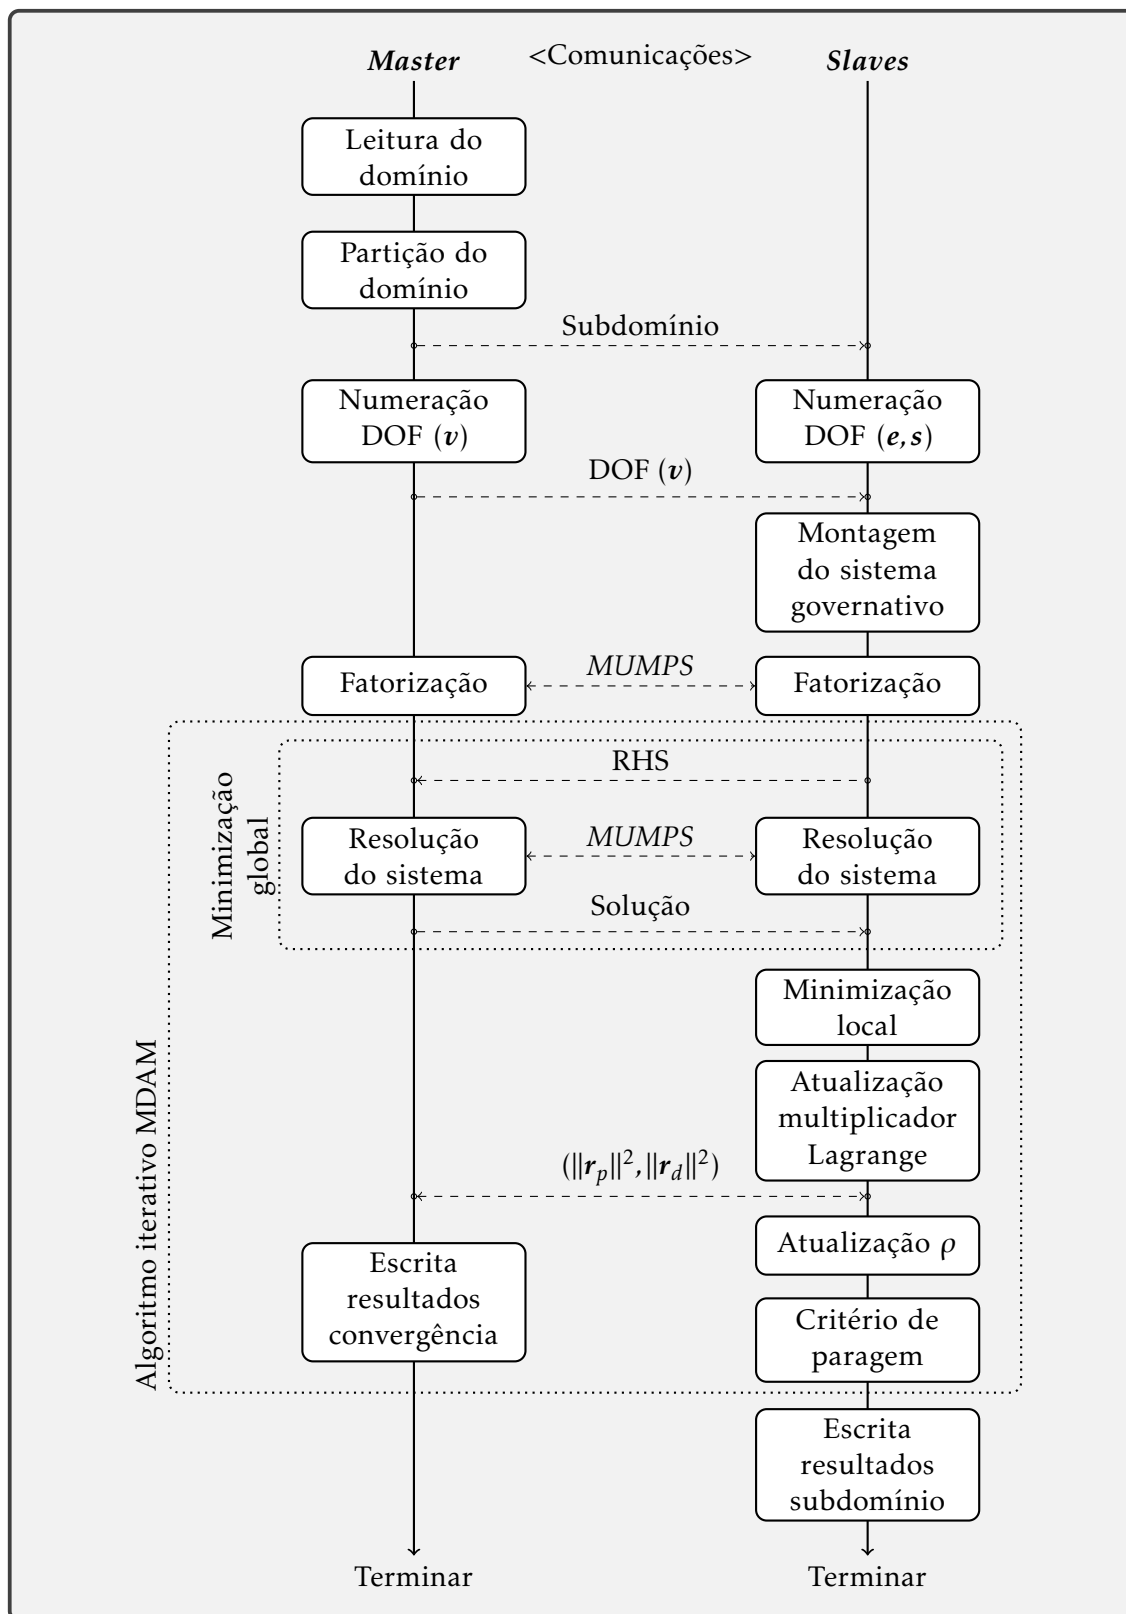 Master <Comunicações> Slaves
Leitura do
domínio
Partição do
domínio
Subdomínio
Numeração
DOF (v)
Numeração
DOF (e, s)
DOF (v)
Montagem
do sistema
governativo
Fatorização
MUMPS
Fatorização
RHS
Minimização
global
Resolução
do sistema
MUMPS
Resolução
do sistema
Solução
Minimização
local
Algoritmo iterativo MDAM
Atualização
multiplicador
Lagrange
(||r_p||², ||r_d||²)
Atualização ρ
Escrita
resultados
convergência
Critério de
paragem
Escrita
resultados
subdomínio
Terminar
Terminar